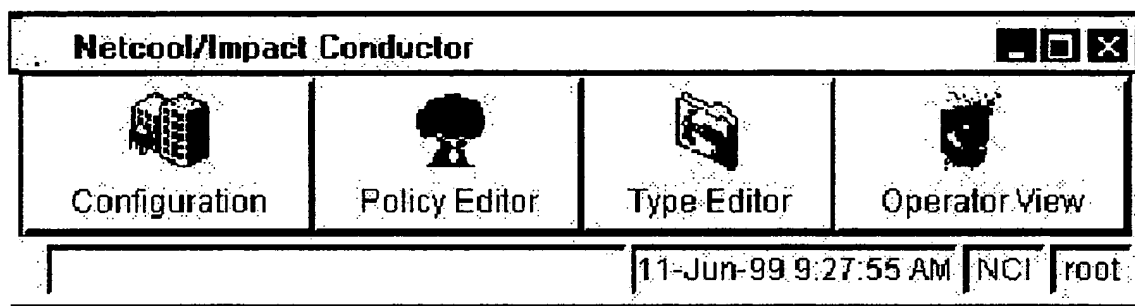 Netcool/Impact Conductor
Configuration Policy Editor Type Editor Operator View
11-Jun-99 9:27:55 AM NCI root